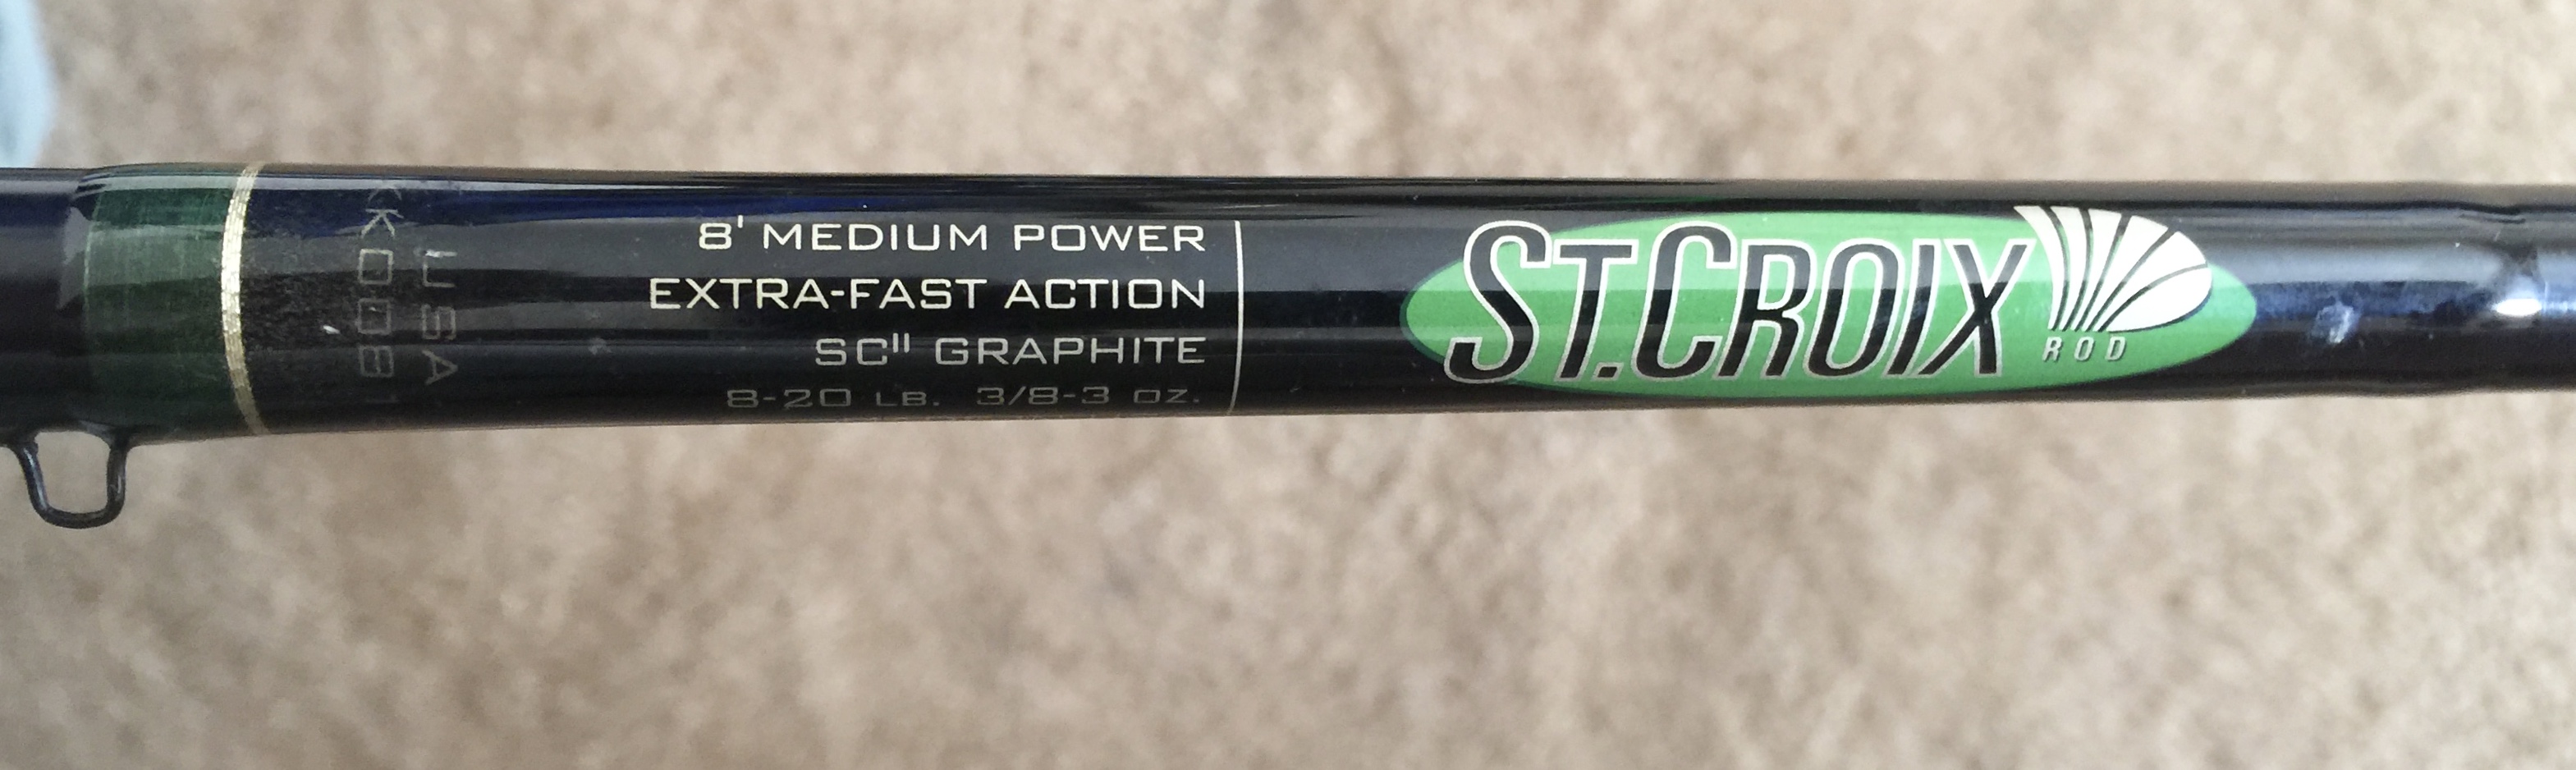 8' MEDIUM POWER
EXTRA-FAST ACTION
SC" GRAPHITE
8-20 LB. 3/8-3 OZ.
ST.CROIX
ROD
USA